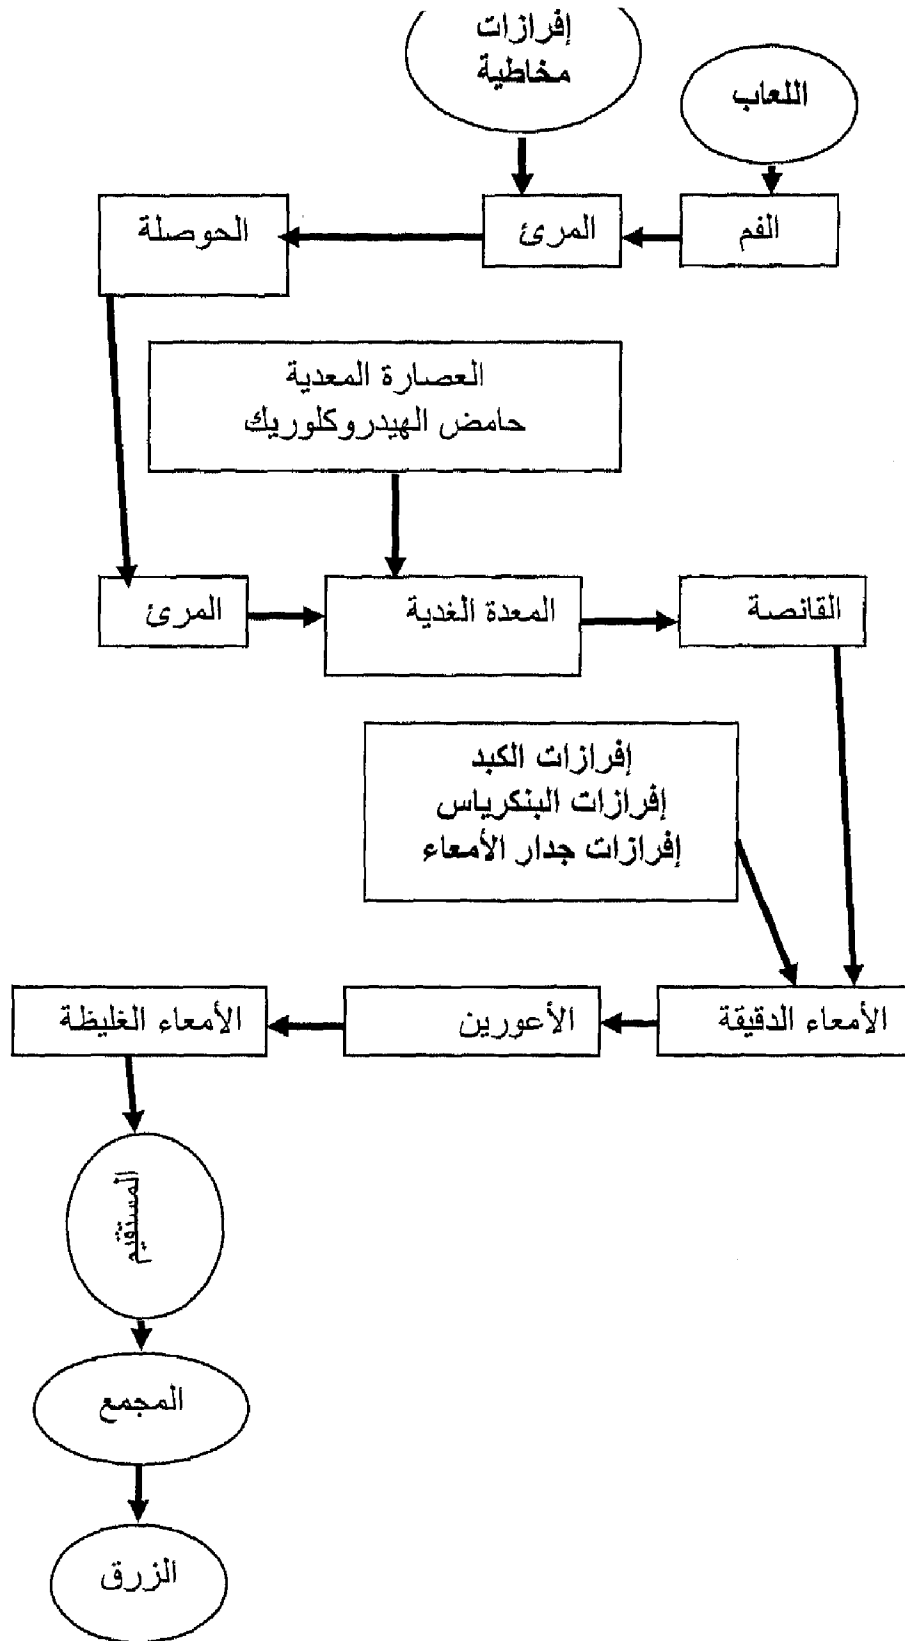 إفرازات
مخاطية
اللعاب
الفم
المرئ
الحوصلة
العصارة المعدية
حامض الهيدروكلوريك
المرئ
المعدة الغدية
القانصة
إفرازات الكبد
إفرازات البنكرياس
إفرازات جدار الأمعاء
الأمعاء الدقيقة
الأعورين
الأمعاء الغليظة
المستقيم
المجمع
الزرق